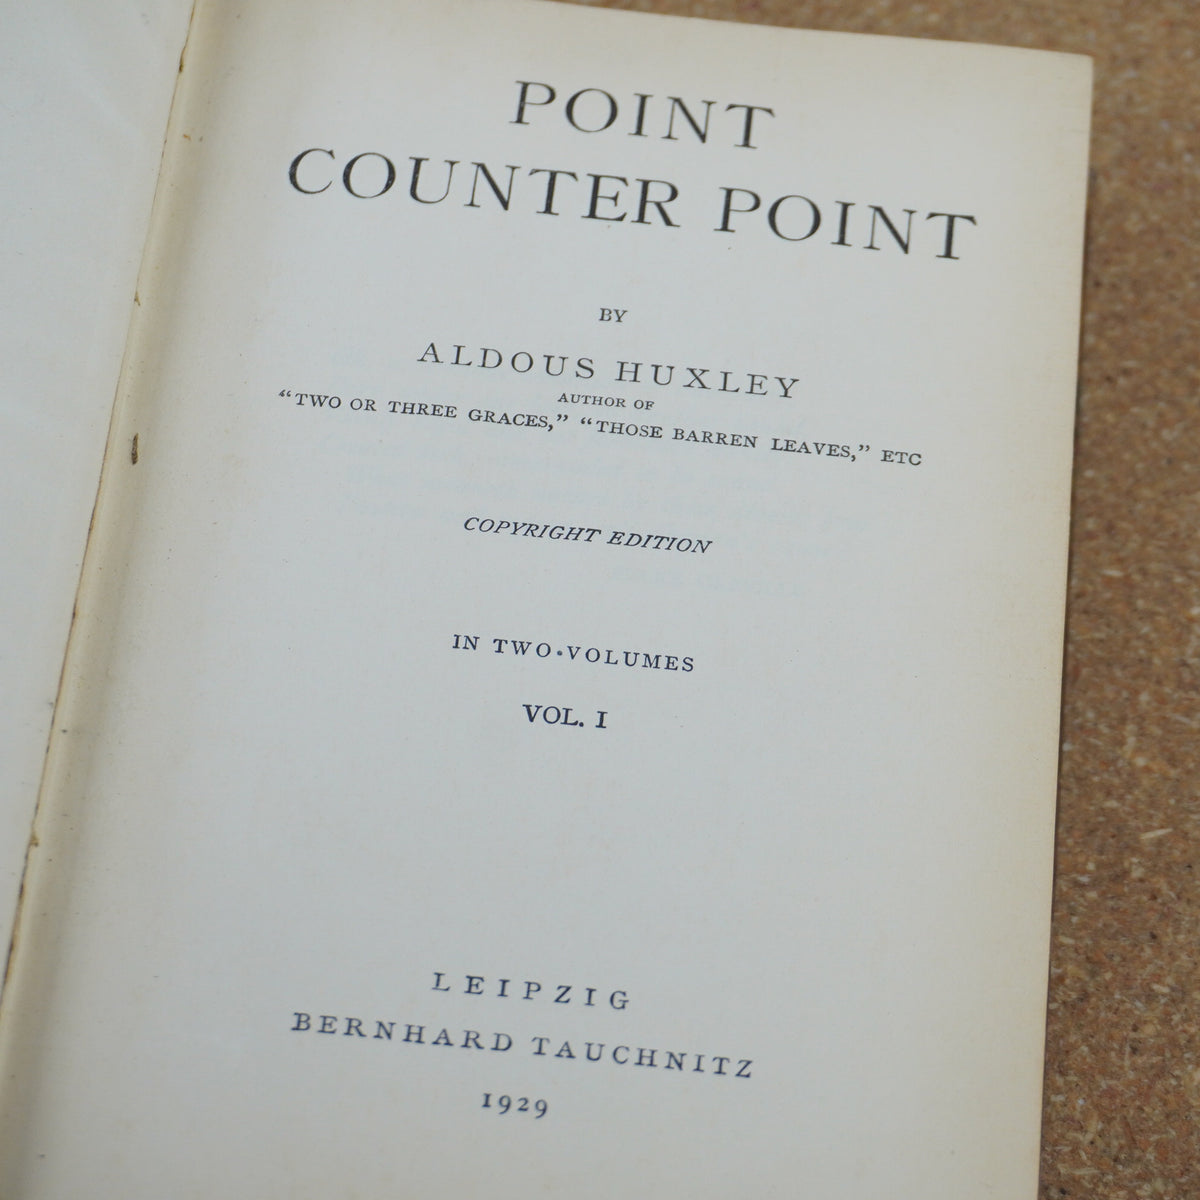 POINT
COUNTER POINT
BY
ALDOUS HUXLEY
AUTHOR OF
“TWO OR THREE GRACES,” “THOSE BARREN LEAVES,” ETC
COPYRIGHT EDITION
IN TWO·VOLUMES
VOL. I
LEIPZIG
BERNHARD TAUCHNITZ
1929